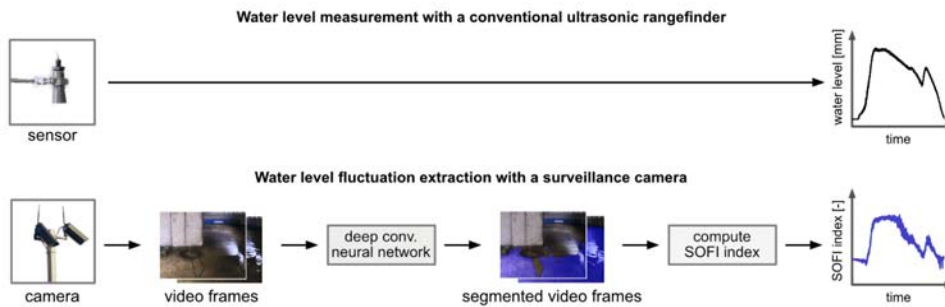 Water level measurement with a conventional ultrasonic rangefinder
sensor
water level [mm]
time
Water level fluctuation extraction with a surveillance camera
camera
video frames
deep conv.
neural network
segmented video frames
compute
SOFI index
SOFI index [-]
time